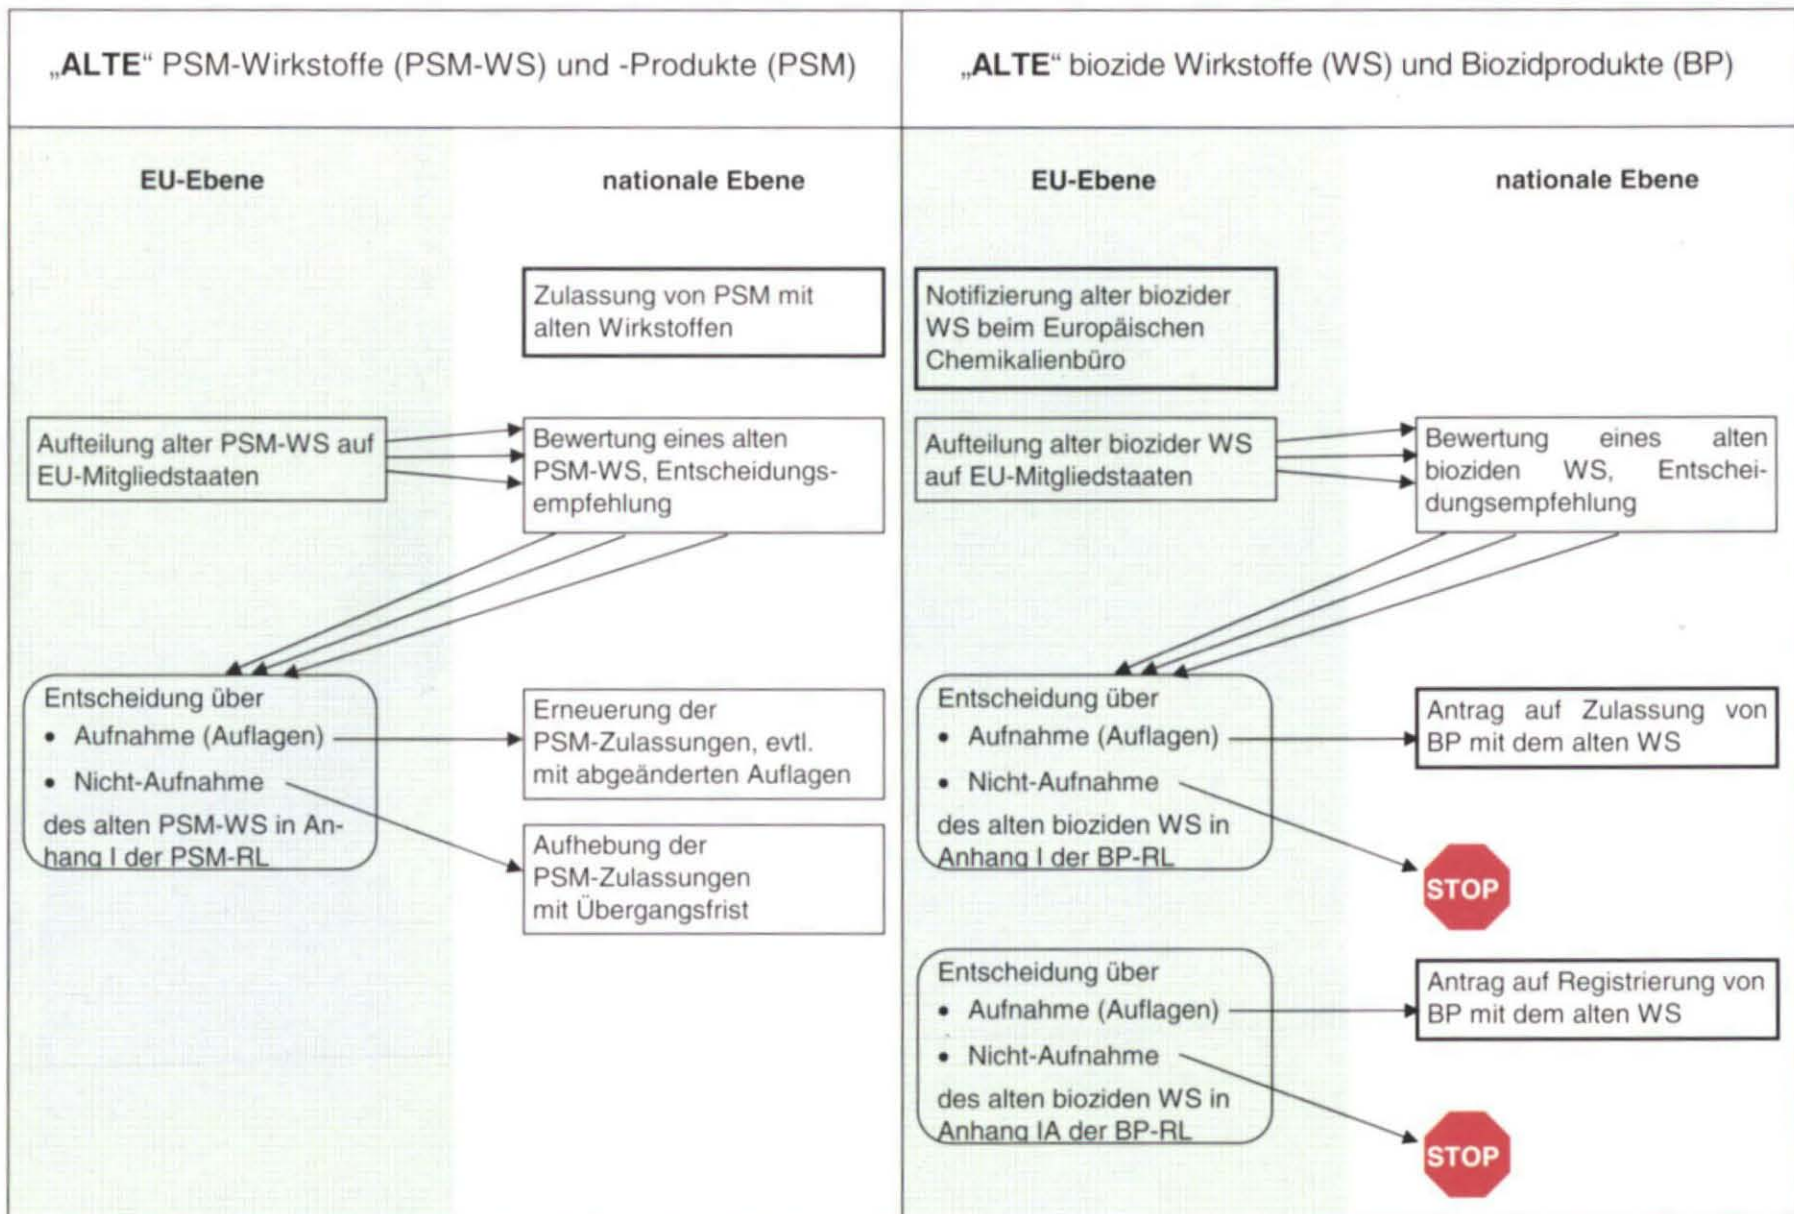 „ALTE“ PSM-Wirkstoffe (PSM-WS) und -Produkte (PSM)
EU-Ebene
nationale Ebene
Zulassung von PSM mit
alten Wirkstoffen
Aufteilung alter PSM-WS auf
EU-Mitgliedstaaten
Bewertung eines alten
PSM-WS, Entscheidungs-
empfehlung
Entscheidung über
• Aufnahme (Auflagen)
• Nicht-Aufnahme
des alten PSM-WS in An-
hang I der PSM-RL
Erneuerung der
PSM-Zulassungen, evtl.
mit abgeänderten Auflagen
Aufhebung der
PSM-Zulassungen
mit Übergangsfrist
„ALTE“ biozide Wirkstoffe (WS) und Biozidprodukte (BP)
EU-Ebene
nationale Ebene
Notifizierung alter biozider
WS beim Europäischen
Chemikalienbüro
Aufteilung alter biozider WS
auf EU-Mitgliedstaaten
Bewertung eines alten
bioziden WS, Entschei-
dungsempfehlung
Entscheidung über
• Aufnahme (Auflagen)
• Nicht-Aufnahme
des alten bioziden WS in
Anhang I der BP-RL
Antrag auf Zulassung von
BP mit dem alten WS
STOP
Entscheidung über
• Aufnahme (Auflagen)
• Nicht-Aufnahme
des alten bioziden WS in
Anhang IA der BP-RL
Antrag auf Registrierung von
BP mit dem alten WS
STOP